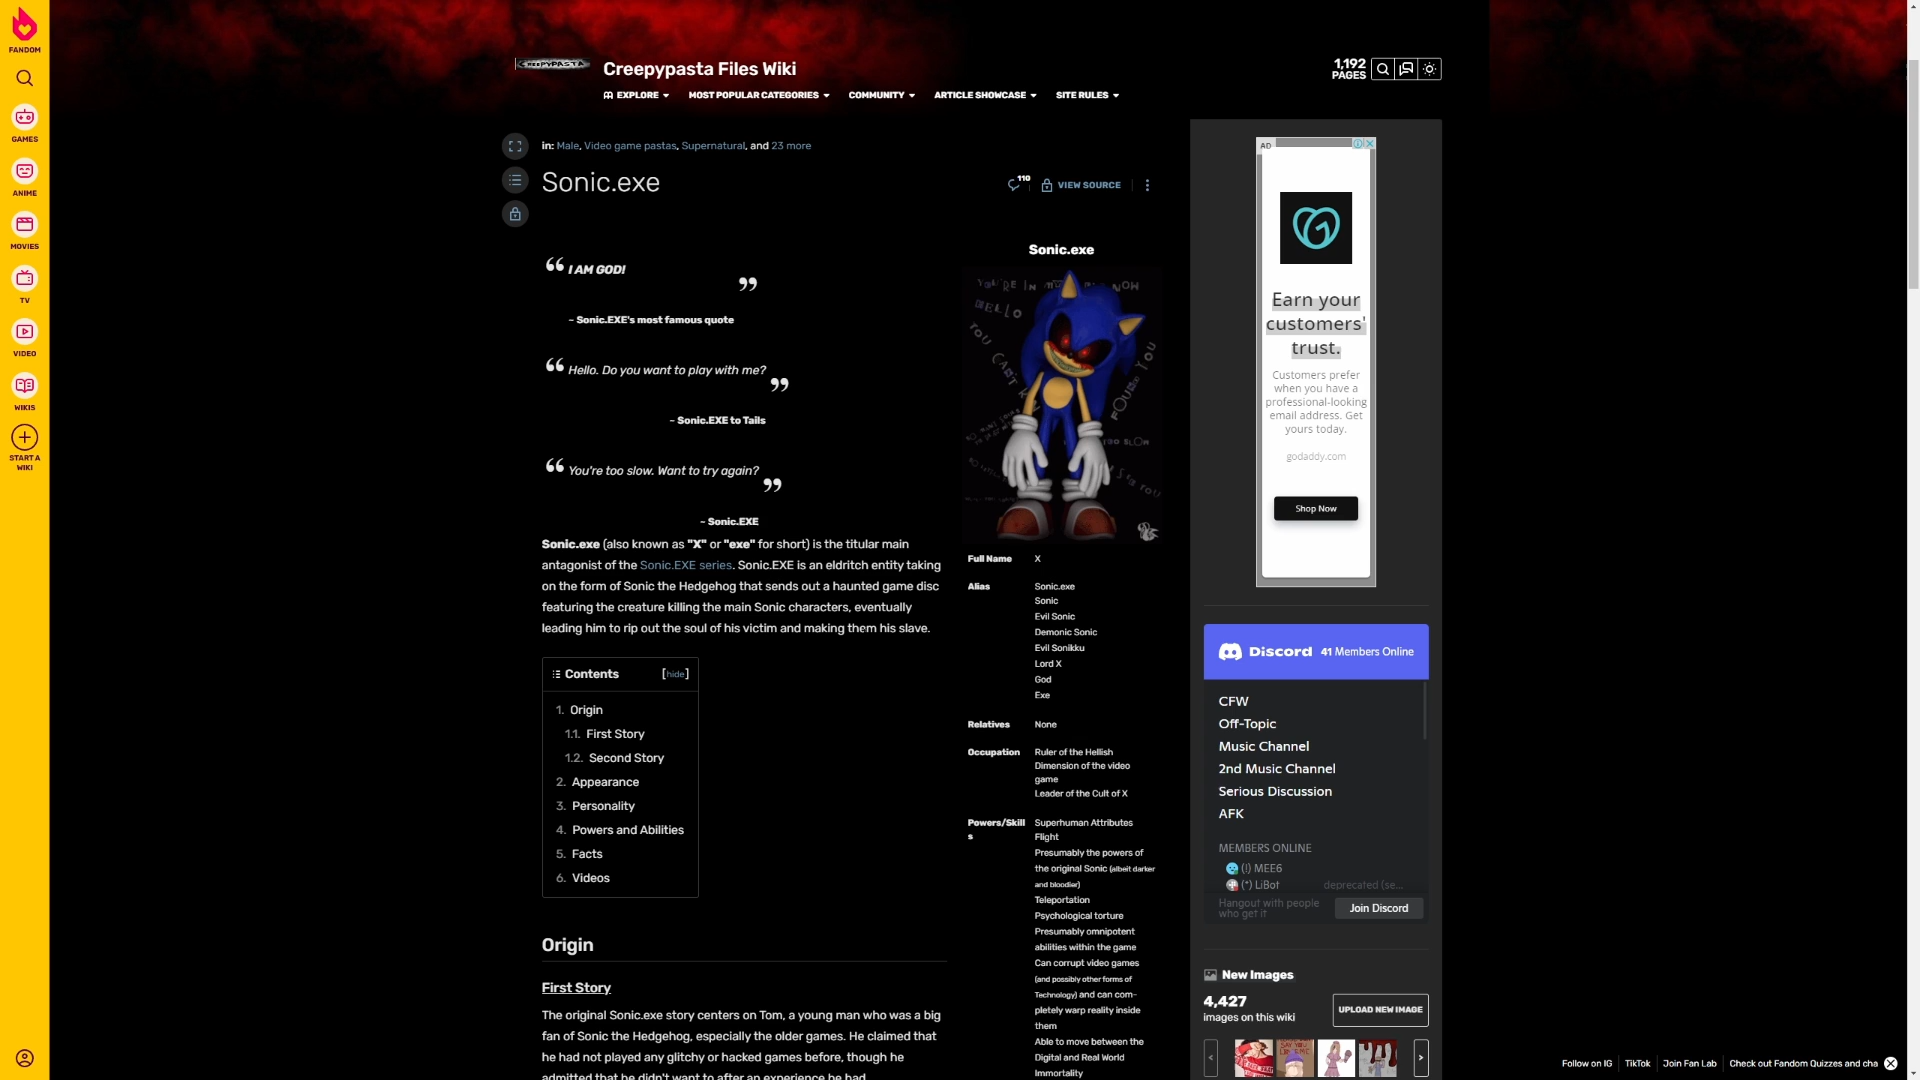 FANDOM
GAMES
ANIME
MOVIES
TV
VIDEO
WIKIS
START A
WIKI
CREEPYPASTA
Creepypasta Files Wiki
1,192
PAGES
EXPLORE
MOST POPULAR CATEGORIES
COMMUNITY
ARTICLE SHOWCASE
SITE RULES
in: Male, Video game pastas, Supernatural, and 23 more
Sonic.exe
110
VIEW SOURCE
“ I AM GOD!
”
~ Sonic.EXE's most famous quote
“ Hello. Do you want to play with me?
”
~ Sonic.EXE to Tails
“ You're too slow. Want to try again?
”
~ Sonic.EXE
Sonic.exe (also known as "X" or "exe" for short) is the titular main
antagonist of the Sonic.EXE series. Sonic.EXE is an eldritch entity taking
on the form of Sonic the Hedgehog that sends out a haunted game disc
featuring the creature killing the main Sonic characters, eventually
leading him to rip out the soul of his victim and making them his slave.
Contents [hide]
1. Origin
1.1. First Story
1.2. Second Story
2. Appearance
3. Personality
4. Powers and Abilities
5. Facts
6. Videos
Origin
First Story
The original Sonic.exe story centers on Tom, a young man who was a big
fan of Sonic the Hedgehog, especially the older games. He claimed that
he had not played any glitchy or hacked games before, though he
admitted that he didn't want to after an experience he had.
Sonic.exe
HELLO
FOUND YOU
Full Name X
Alias Sonic.exe
Sonic
Evil Sonic
Demonic Sonic
Evil Sonikku
Lord X
God
Exe
Relatives None
Occupation Ruler of the Hellish
Dimension of the video
game
Leader of the Cult of X
Powers/Skill
s
Superhuman Attributes
Flight
Presumably the powers of
the original Sonic (albeit darker
and bloodier)
Teleportation
Psychological torture
Presumably omnipotent
abilities within the game
Can corrupt video games
(and possibly other forms of
Technology) and can com-
pletely warp reality inside
them
Able to move between the
Digital and Real World
Immortality
AD
Earn your
customers'
trust.
Customers prefer
when you have a
professional-looking
email address. Get
yours today.
godaddy.com
Shop Now
Discord 41 Members Online
CFW
Off-Topic
Music Channel
2nd Music Channel
Serious Discussion
AFK
MEMBERS ONLINE
(!) MEE6
(*) LiBot deprecated (se...
Hangout with people
who get it
Join Discord
New Images
4,427
images on this wiki
UPLOAD NEW IMAGE
Follow on IG
TikTok
Join Fan Lab
Check out Fandom Quizzes and cha